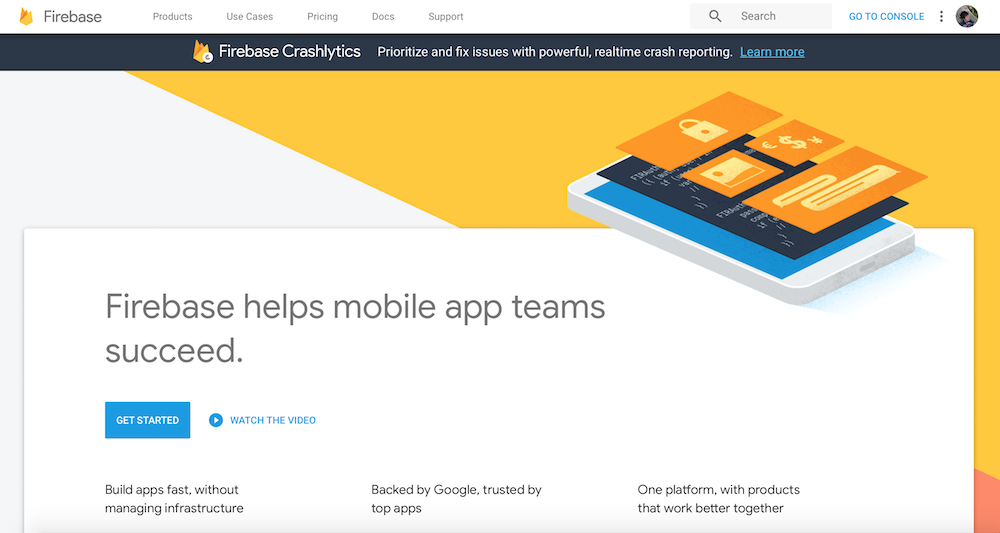 Firebase
Products
Use Cases
Pricing
Docs
Support
Search
GO TO CONSOLE
Firebase Crashlytics
Prioritize and fix issues with powerful, realtime crash reporting. Learn more
Firebase helps mobile app teams
succeed.
GET STARTED
WATCH THE VIDEO
Build apps fast, without
managing infrastructure
Backed by Google, trusted by
top apps
One platform, with products
that work better together